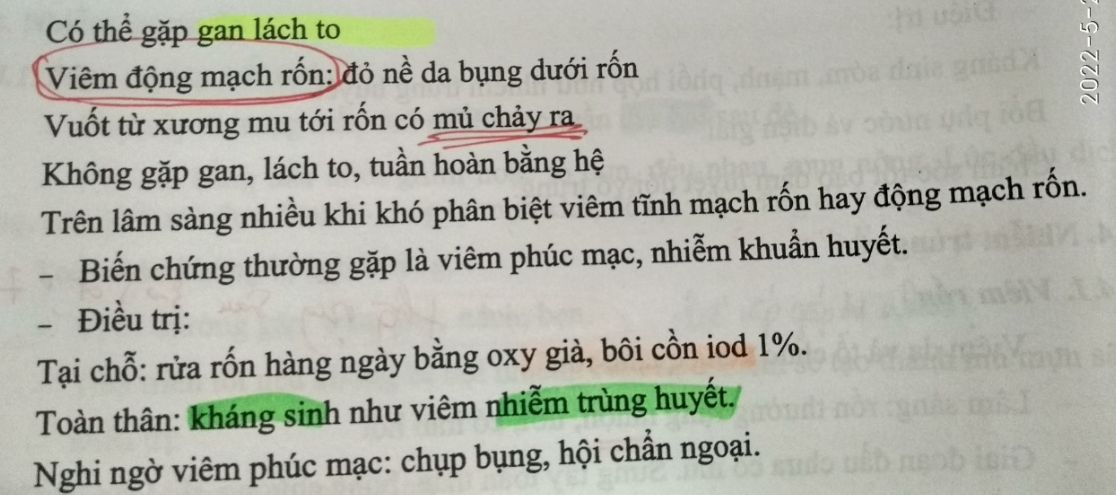 Có thể gặp gan lách to
Viêm động mạch rốn: đỏ nề da bụng dưới rốn
Vuốt từ xương mu tới rốn có mủ chảy ra
Không gặp gan, lách to, tuần hoàn bằng hệ
Trên lâm sàng nhiều khi khó phân biệt viêm tĩnh mạch rốn hay động mạch rốn.
- Biến chứng thường gặp là viêm phúc mạc, nhiễm khuẩn huyết.
- Điều trị:
Tại chỗ: rửa rốn hàng ngày bằng oxy già, bôi cồn iod 1%.
Toàn thân: kháng sinh như viêm nhiễm trùng huyết.
Nghi ngờ viêm phúc mạc: chụp bụng, hội chẩn ngoại.
2022-5-